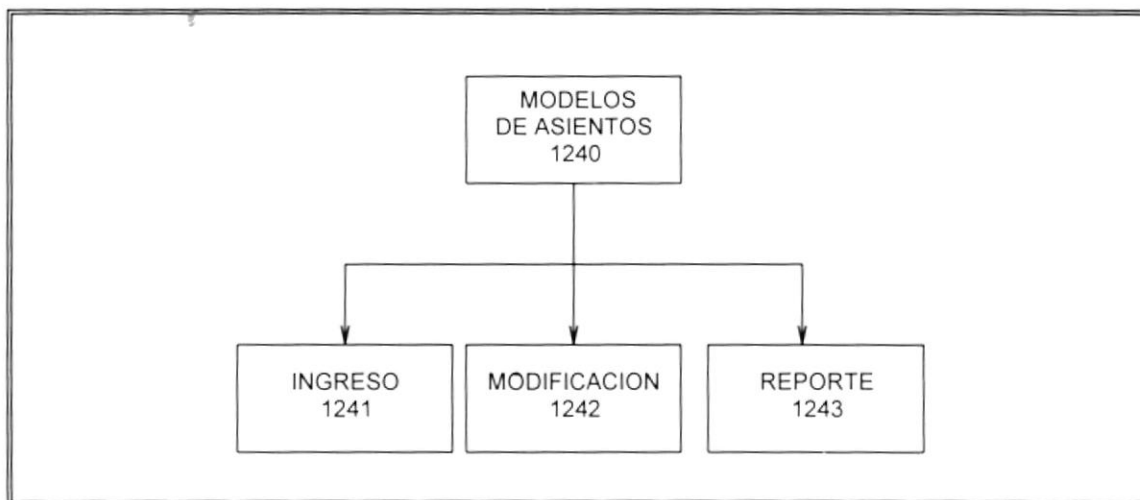 MODELOS
DE ASIENTOS
1240
INGRESO
1241
MODIFICACION
1242
REPORTE
1243